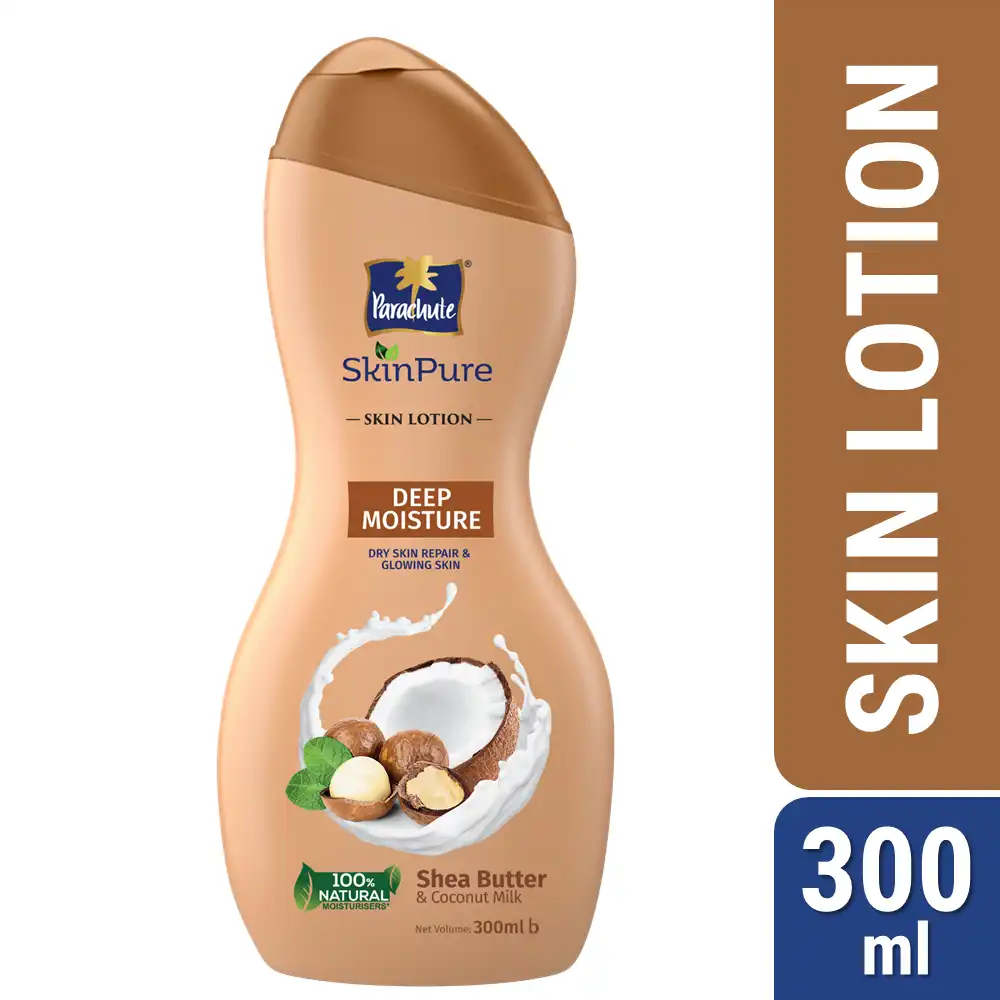 Parachute®
SkinPure
— SKIN LOTION —
DEEP
MOISTURE
DRY SKIN REPAIR &
GLOWING SKIN
100%
NATURAL
MOISTURISERS*
Shea Butter
& Coconut Milk
Net Volume: 300ml b
SKIN LOTION
300
ml